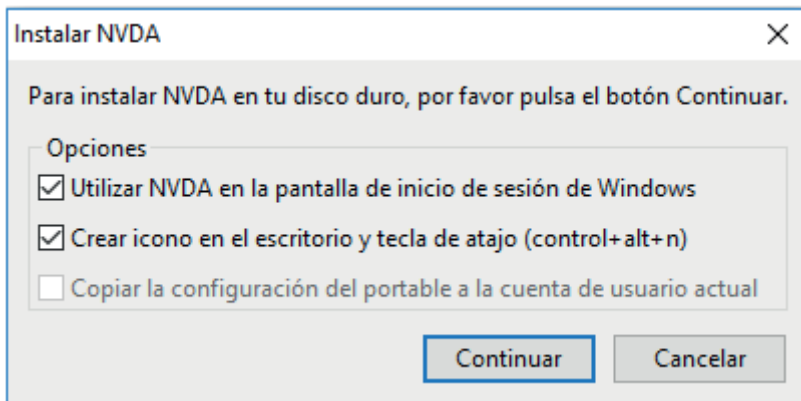 Instalar NVDA
Para instalar NVDA en tu disco duro, por favor pulsa el botón Continuar.
Opciones
Utilizar NVDA en la pantalla de inicio de sesión de Windows
Crear icono en el escritorio y tecla de atajo (control+alt+n)
Copiar la configuración del portable a la cuenta de usuario actual
Continuar Cancelar